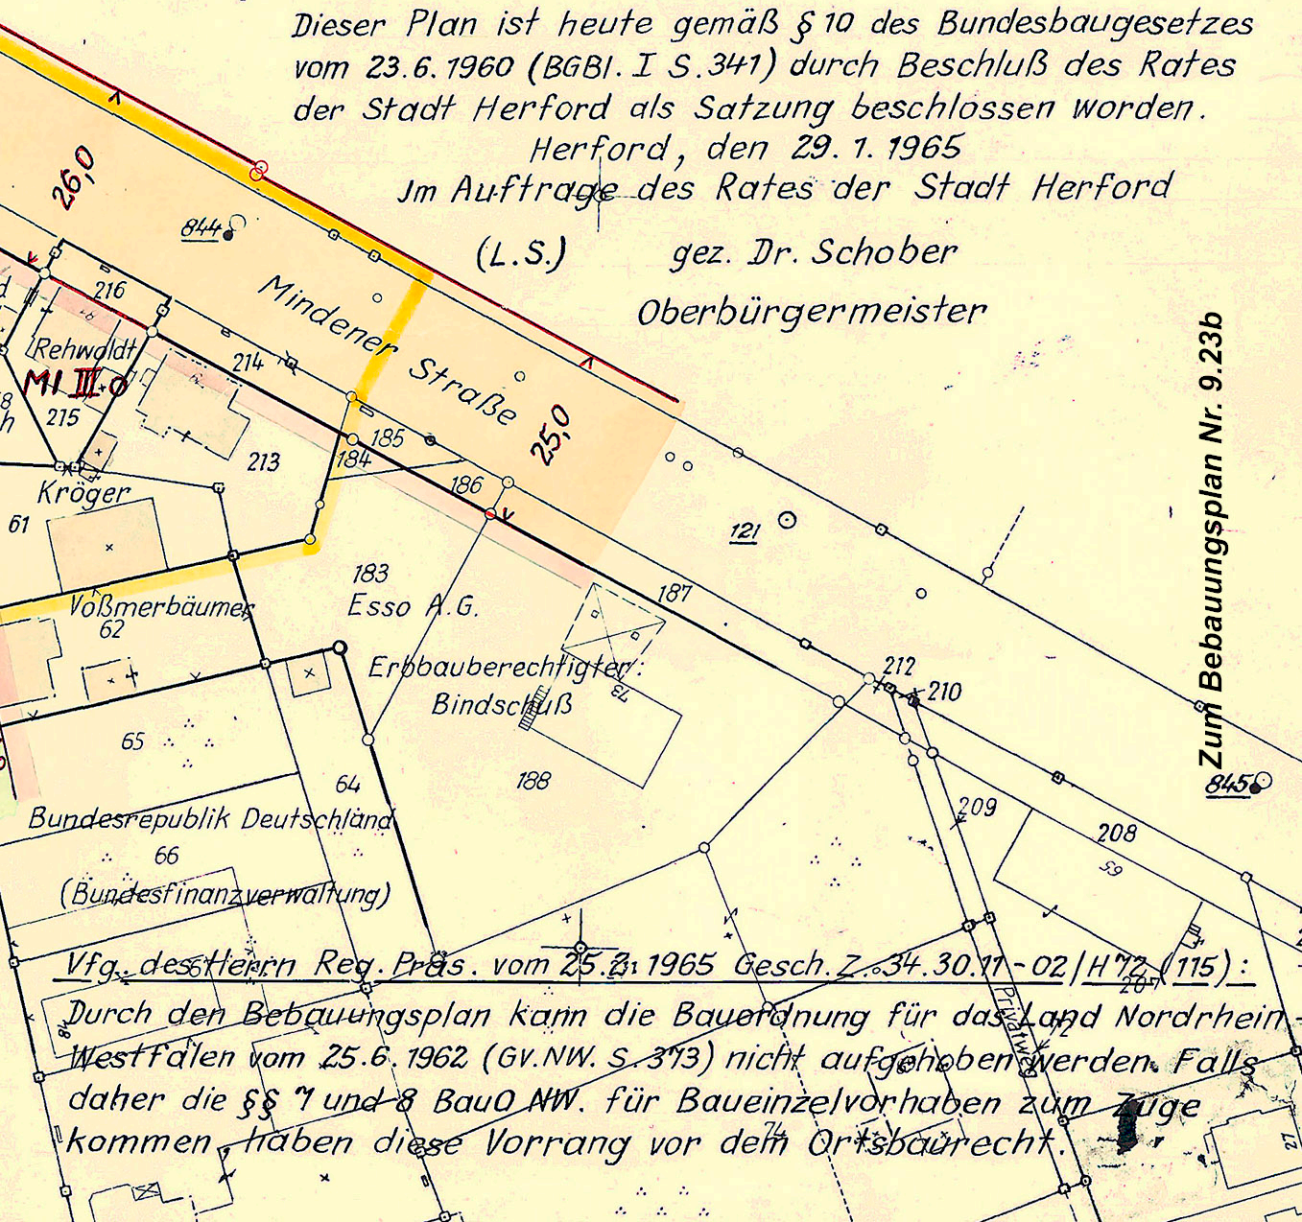 Dieser Plan ist heute gemäß § 10 des Bundesbaugesetzes
vom 23.6.1960 (BGBl. I S.341) durch Beschluß des Rates
der Stadt Herford als Satzung beschlossen worden.
Herford, den 29.1.1965
Im Auftrage des Rates der Stadt Herford
(L.S.) gez. Dr. Schober
Oberbürgermeister
Zum Bebauungsplan Nr. 9.23b
26,0
844
216
Mindener Straße
25,0
Rehwaldt
MI III O
215
214
213
185
184
186
Kröger
61
121
183
Esso A.G.
187
Voßmerbäumer
62
Erbbauberechtigter:
Bindschuß
73
212
210
65
188
64
845
209
208
59
Bundesrepublik Deutschland
66
(Bundesfinanzverwaltung)
Vfg. des Herrn Reg. Präs. vom 1965 Gesch. Z. 34.30.11-02/H 72 (115):
Durch den Bebauungsplan kann die Bauordnung für das Land Nordrhein-
Westfalen vom 25.6.1962 (GV.NW. S. 373) nicht aufgehoben werden. Falls
daher die §§ 7 und 8 BauO NW. für Baueinzelvorhaben zum Zuge
kommen, haben diese Vorrang vor dem Ortsbaurecht.
Privatweg
84
74
27